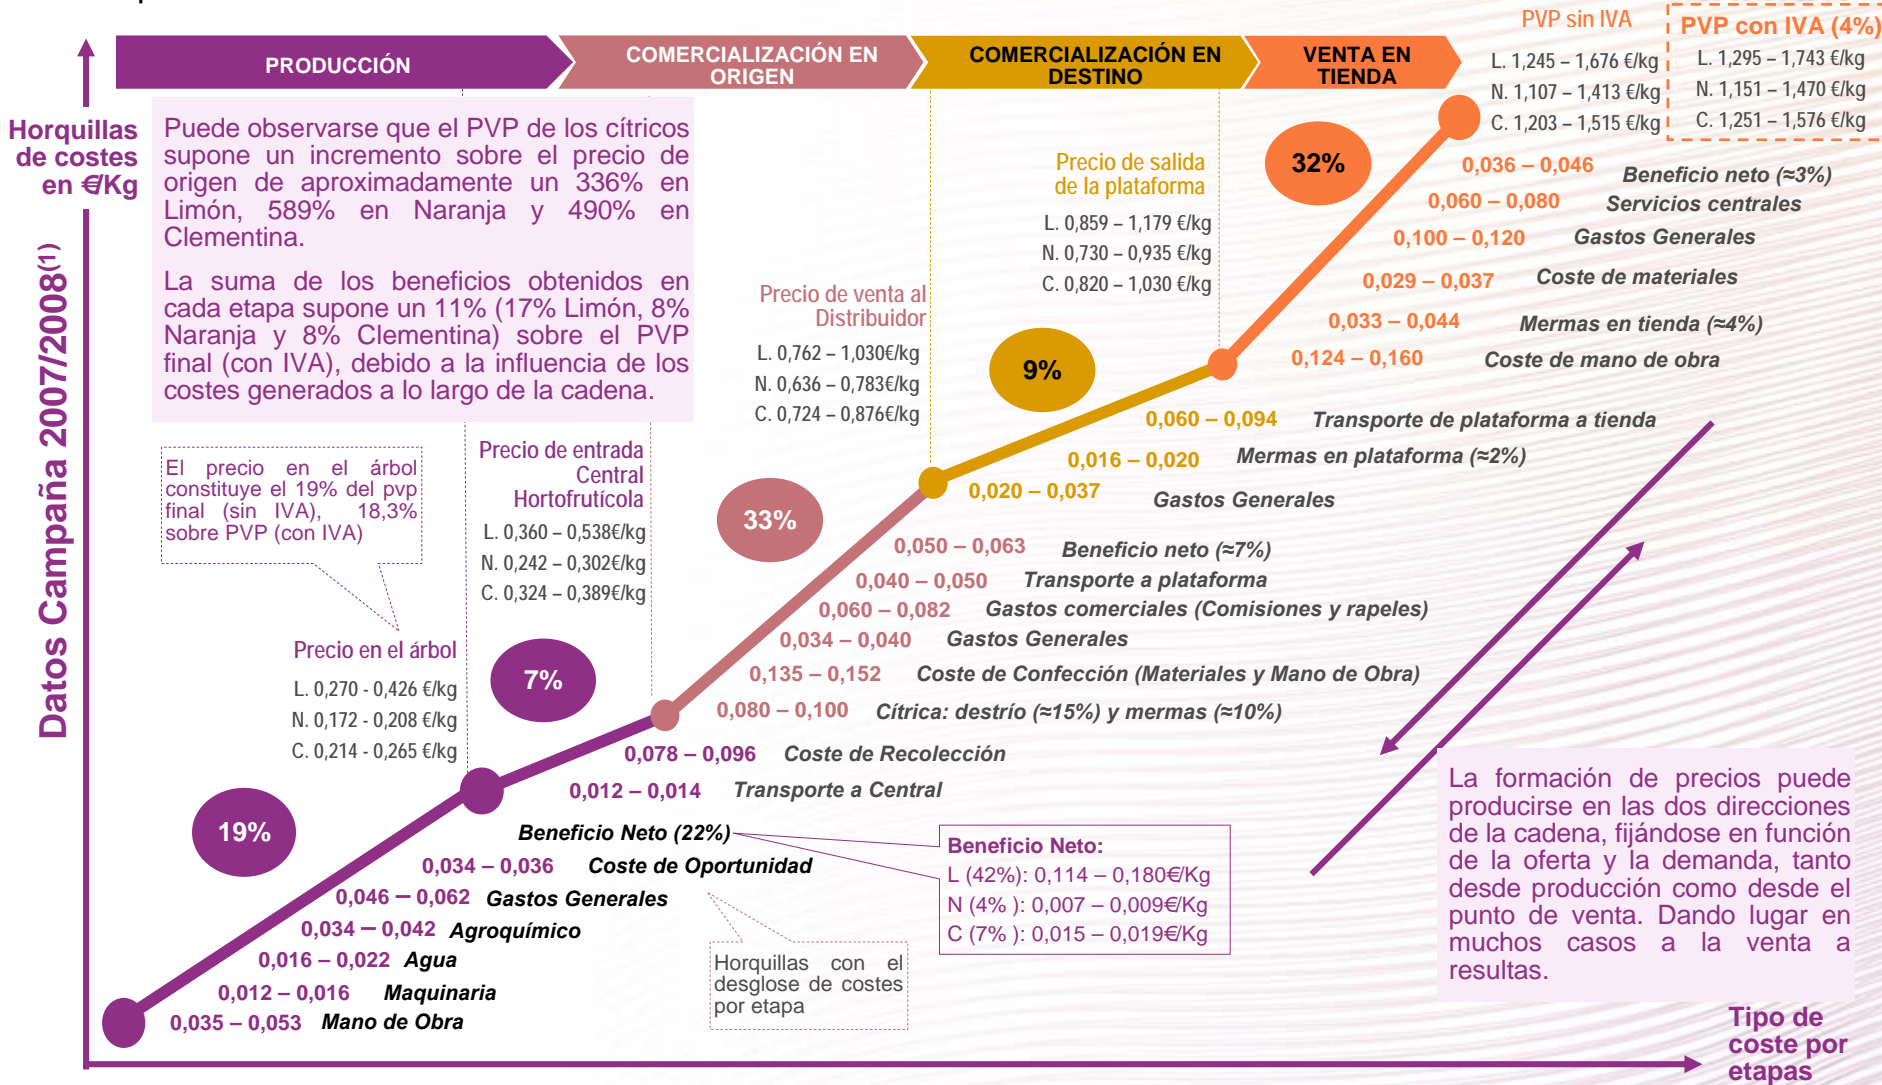 PRODUCCIÓN
COMERCIALIZACIÓN EN
ORIGEN
COMERCIALIZACIÓN EN
DESTINO
VENTA EN
TIENDA
PVP sin IVA
L. 1,245 – 1,676 €/kg
N. 1,107 – 1,413 €/kg
C. 1,203 – 1,515 €/kg
PVP con IVA (4%)
L. 1,295 – 1,743 €/kg
N. 1,151 – 1,470 €/kg
C. 1,251 – 1,576 €/kg
Horquillas
de costes
en €/Kg
Datos Campaña 2007/2008(1)
Puede observarse que el PVP de los cítricos
supone un incremento sobre el precio de
origen de aproximadamente un 336% en
Limón, 589% en Naranja y 490% en
Clementina.
La suma de los beneficios obtenidos en
cada etapa supone un 11% (17% Limón, 8%
Naranja y 8% Clementina) sobre el PVP
final (con IVA), debido a la influencia de los
costes generados a lo largo de la cadena.
El precio en el árbol
constituye el 19% del pvp
final (sin IVA), 18,3%
sobre PVP (con IVA)
Precio en el árbol
L. 0,270 - 0,426 €/kg
N. 0,172 - 0,208 €/kg
C. 0,214 - 0,265 €/kg
Precio de entrada
Central
Hortofrutícola
L. 0,360 – 0,538€/kg
N. 0,242 – 0,302€/kg
C. 0,324 – 0,389€/kg
Precio de venta al
Distribuidor
L. 0,762 – 1,030€/kg
N. 0,636 – 0,783€/kg
C. 0,724 – 0,876€/kg
Precio de salida
de la plataforma
L. 0,859 – 1,179 €/kg
N. 0,730 – 0,935 €/kg
C. 0,820 – 1,030 €/kg
32%
9%
33%
7%
19%
0,036 – 0,046 Beneficio neto (≈3%)
0,060 – 0,080 Servicios centrales
0,100 – 0,120 Gastos Generales
0,029 – 0,037 Coste de materiales
0,033 – 0,044 Mermas en tienda (≈4%)
0,124 – 0,160 Coste de mano de obra
0,060 – 0,094 Transporte de plataforma a tienda
0,016 – 0,020 Mermas en plataforma (≈2%)
0,020 – 0,037 Gastos Generales
0,050 – 0,063 Beneficio neto (≈7%)
0,040 – 0,050 Transporte a plataforma
0,060 – 0,082 Gastos comerciales (Comisiones y rapeles)
0,034 – 0,040 Gastos Generales
0,135 – 0,152 Coste de Confección (Materiales y Mano de Obra)
0,080 – 0,100 Cítrica: destrío (≈15%) y mermas (≈10%)
0,078 – 0,096 Coste de Recolección
0,012 – 0,014 Transporte a Central
Beneficio Neto (22%)
0,034 – 0,036 Coste de Oportunidad
0,046 – 0,062 Gastos Generales
0,034 – 0,042 Agroquímico
0,016 – 0,022 Agua
0,012 – 0,016 Maquinaria
0,035 – 0,053 Mano de Obra
Beneficio Neto:
L (42%): 0,114 – 0,180€/Kg
N (4% ): 0,007 – 0,009€/Kg
C (7% ): 0,015 – 0,019€/Kg
Horquillas con el
desglose de costes
por etapa
La formación de precios puede
producirse en las dos direcciones
de la cadena, fijándose en función
de la oferta y la demanda, tanto
desde producción como desde el
punto de venta. Dando lugar en
muchos casos a la venta a
resultas.
Tipo de
coste por
etapas